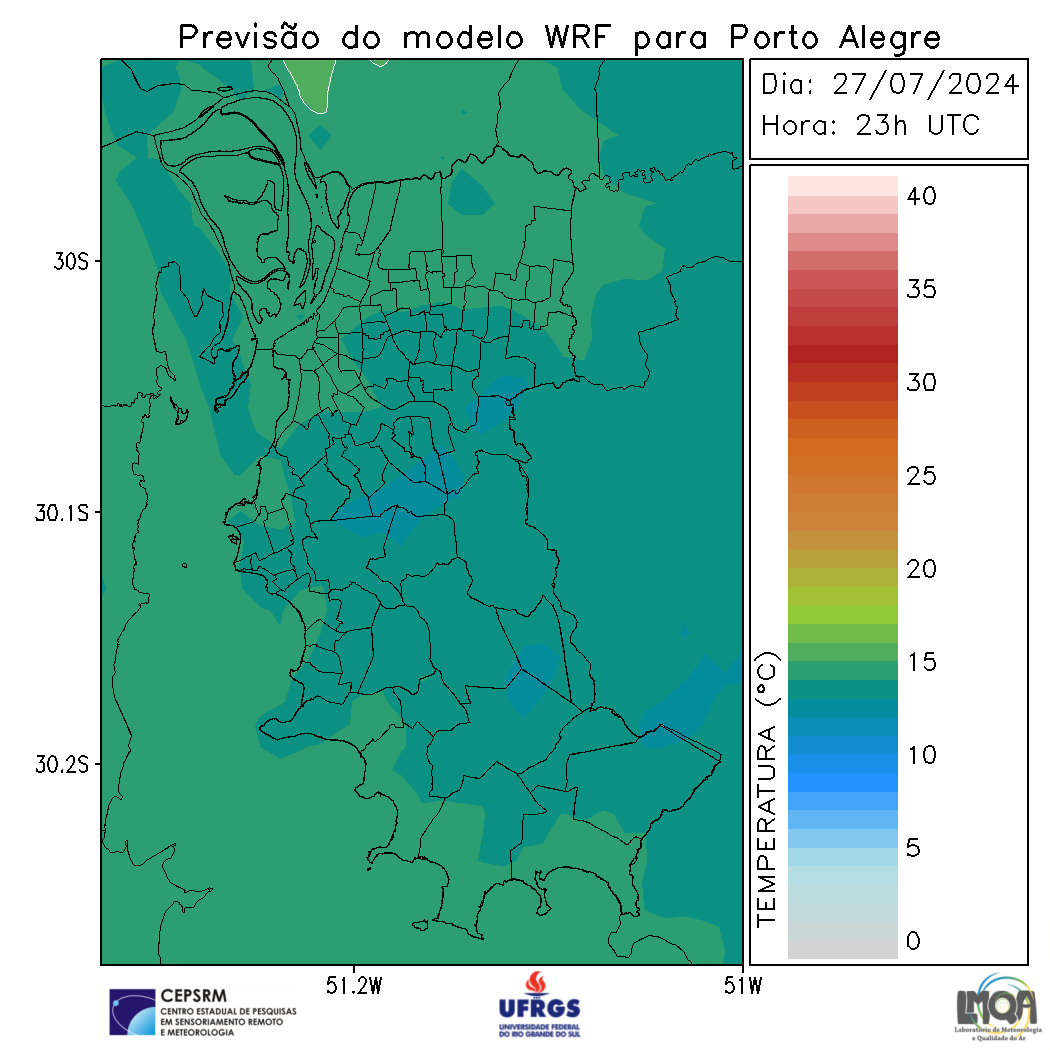 Previsão do modelo WRF para Porto Alegre
Dia: 27/07/2024
Hora: 23h UTC
40
35
30
25
20
15
10
5
0
TEMPERATURA (°C)
30S
30.1S
30.2S
51.2W
51W
CEPSRM
CENTRO ESTADUAL DE PESQUISAS
EM SENSORIAMENTO REMOTO
E METEOROLOGIA
UFRGS
UNIVERSIDADE FEDERAL
DO RIO GRANDE DO SUL
LMQA
Laboratório de Meteorologia
e Qualidade do Ar